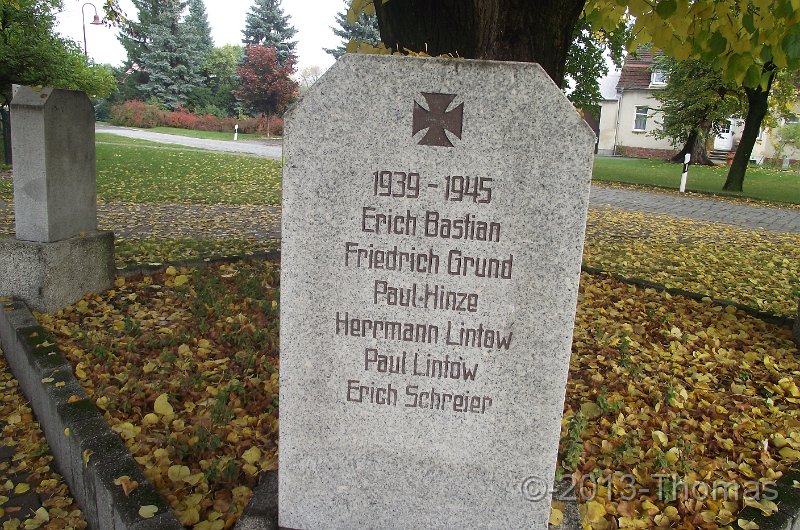 1939 - 1945
Erich Bastian
Friedrich Grund
Paul Hinze
Herrmann Lintow
Paul Lintow
Erich Schreier
© 2013-Thomas